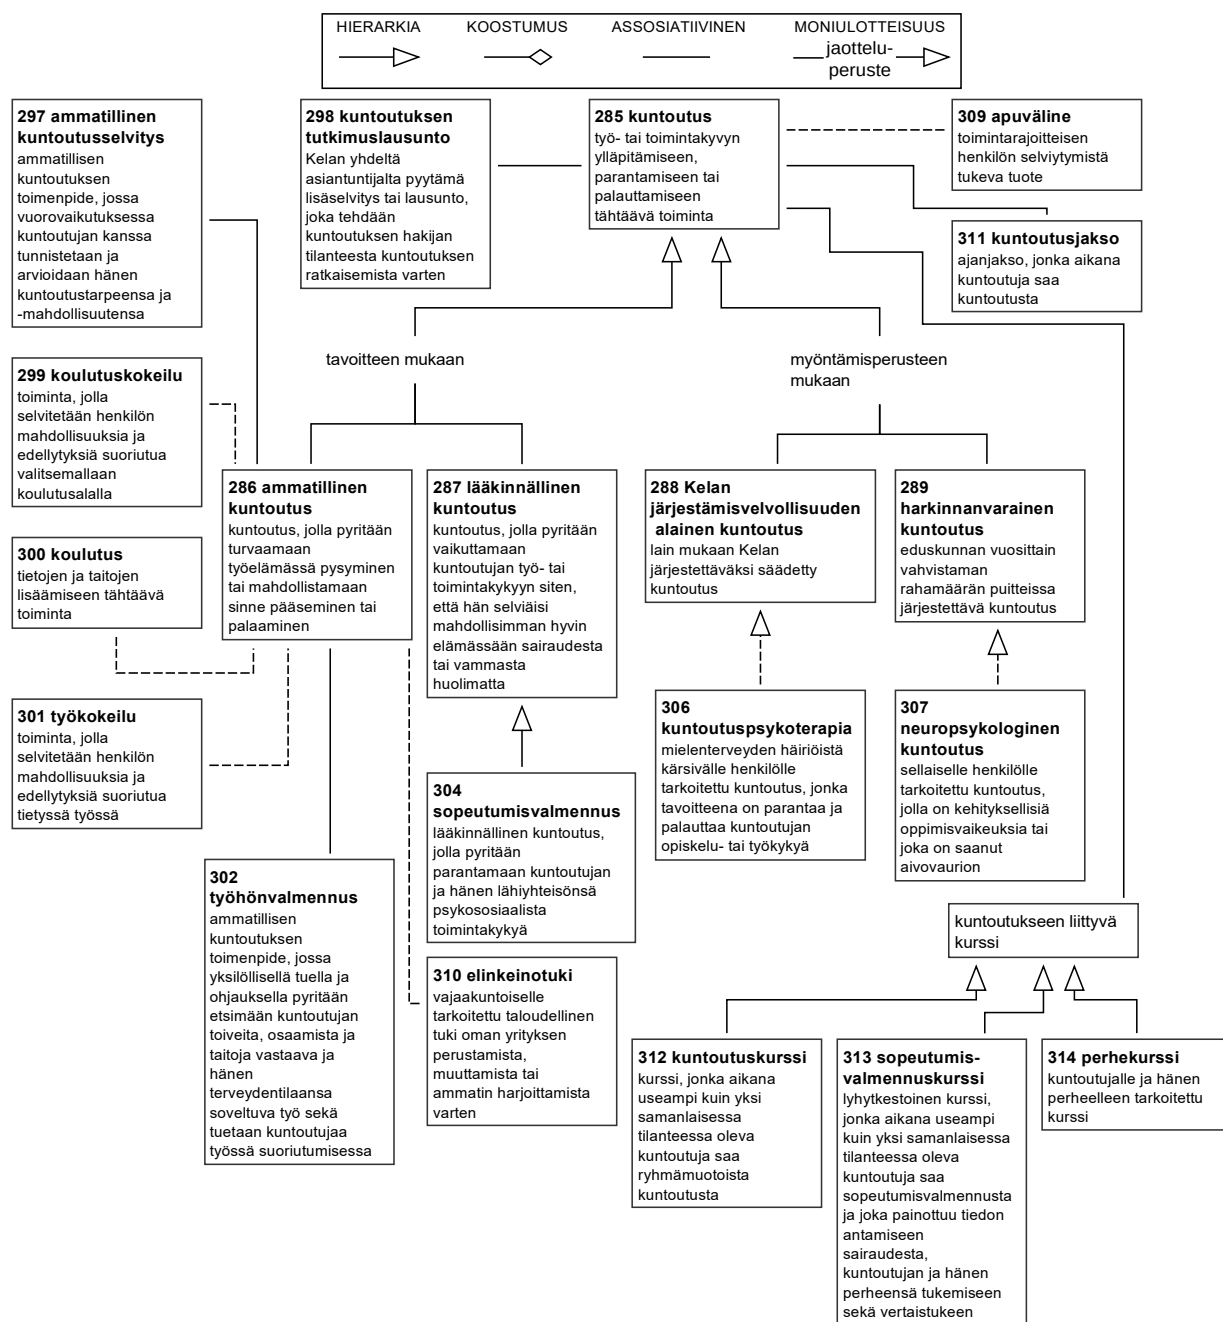 HIERARKIA
KOOSTUMUS
ASSOSIATIIVINEN
MONIULOTTEISUUS
jaottelu-
peruste
297 ammatillinen
kuntoutusselvitys
ammatillisen
kuntoutuksen
toimenpide, jossa
vuorovaikutuksessa
kuntoutujan kanssa
tunnistetaan ja
arvioidaan hänen
kuntoutustarpeensa ja
-mahdollisuutensa
298 kuntoutuksen
tutkimuslausunto
Kelan yhdeltä
asiantuntijalta pyytämä
lisäselvitys tai lausunto,
joka tehdään
kuntoutuksen hakijan
tilanteesta kuntoutuksen
ratkaisemista varten
285 kuntoutus
työ- tai toimintakyvyn
ylläpitämiseen,
parantamiseen tai
palauttamiseen
tähtäävä toiminta
309 apuväline
toimintarajoitteisen
henkilön selviytymistä
tukeva tuote
311 kuntoutusjakso
ajanjakso, jonka aikana
kuntoutuja saa
kuntoutusta
tavoitteen mukaan
myöntämisperusteen
mukaan
299 koulutuskokeilu
toiminta, jolla
selvitetään henkilön
mahdollisuuksia ja
edellytyksiä suoriutua
valitsemallaan
koulutusalalla
300 koulutus
tietojen ja taitojen
lisäämiseen tähtäävä
toiminta
301 työkokeilu
toiminta, jolla
selvitetään henkilön
mahdollisuuksia ja
edellytyksiä suoriutua
tietyssä työssä
286 ammatillinen
kuntoutus
kuntoutus, jolla pyritään
turvaamaan
työelämässä pysyminen
tai mahdollistamaan
sinne pääseminen tai
palaaminen
287 lääkinnällinen
kuntoutus
kuntoutus, jolla pyritään
vaikuttamaan
kuntoutujan työ- tai
toimintakykyyn siten,
että hän selviäisi
mahdollisimman hyvin
elämässään sairaudesta
tai vammasta
huolimatta
288 Kelan
järjestämisvelvollisuuden
alainen kuntoutus
lain mukaan Kelan
järjestettäväksi säädetty
kuntoutus
289
harkinnanvarainen
kuntoutus
eduskunnan vuosittain
vahvistaman
rahamäärän puitteissa
järjestettävä kuntoutus
306
kuntoutuspsykoterapia
mielenterveyden häiriöistä
kärsivälle henkilölle
tarkoitettu kuntoutus, jonka
tavoitteena on parantaa ja
palauttaa kuntoutujan
opiskelu- tai työkykyä
307
neuropsykologinen
kuntoutus
sellaiselle henkilölle
tarkoitettu kuntoutus,
jolla on kehityksellisiä
oppimisvaikeuksia tai
joka on saanut
aivovaurion
304
sopeutumisvalmennus
lääkinnällinen kuntoutus,
jolla pyritään
parantamaan kuntoutujan
ja hänen lähiyhteisönsä
psykososiaalista
toimintakykyä
302
työhönvalmennus
ammatillisen
kuntoutuksen
toimenpide, jossa
yksilöllisellä tuella ja
ohjauksella pyritään
etsimään kuntoutujan
toiveita, osaamista ja
taitoja vastaava ja
hänen
terveydentilaansa
soveltuva työ sekä
tuetaan kuntoutujaa
työssä suoriutumisessa
310 elinkeinotuki
vajaakuntoiselle
tarkoitettu taloudellinen
tuki oman yrityksen
perustamista,
muuttamista tai
ammatin harjoittamista
varten
kuntoutukseen liittyvä
kurssi
312 kuntoutuskurssi
kurssi, jonka aikana
useampi kuin yksi
samanlaisessa
tilanteessa oleva
kuntoutuja saa
ryhmämuotoista
kuntoutusta
313 sopeutumis-
valmennuskurssi
lyhytkestoinen kurssi,
jonka aikana useampi
kuin yksi samanlaisessa
tilanteessa oleva
kuntoutuja saa
sopeutumisvalmennusta
ja joka painottuu tiedon
antamiseen
sairaudesta,
kuntoutujan ja hänen
perheensä tukemiseen
sekä vertaistukeen
314 perhekurssi
kuntoutujalle ja hänen
perheelleen tarkoitettu
kurssi